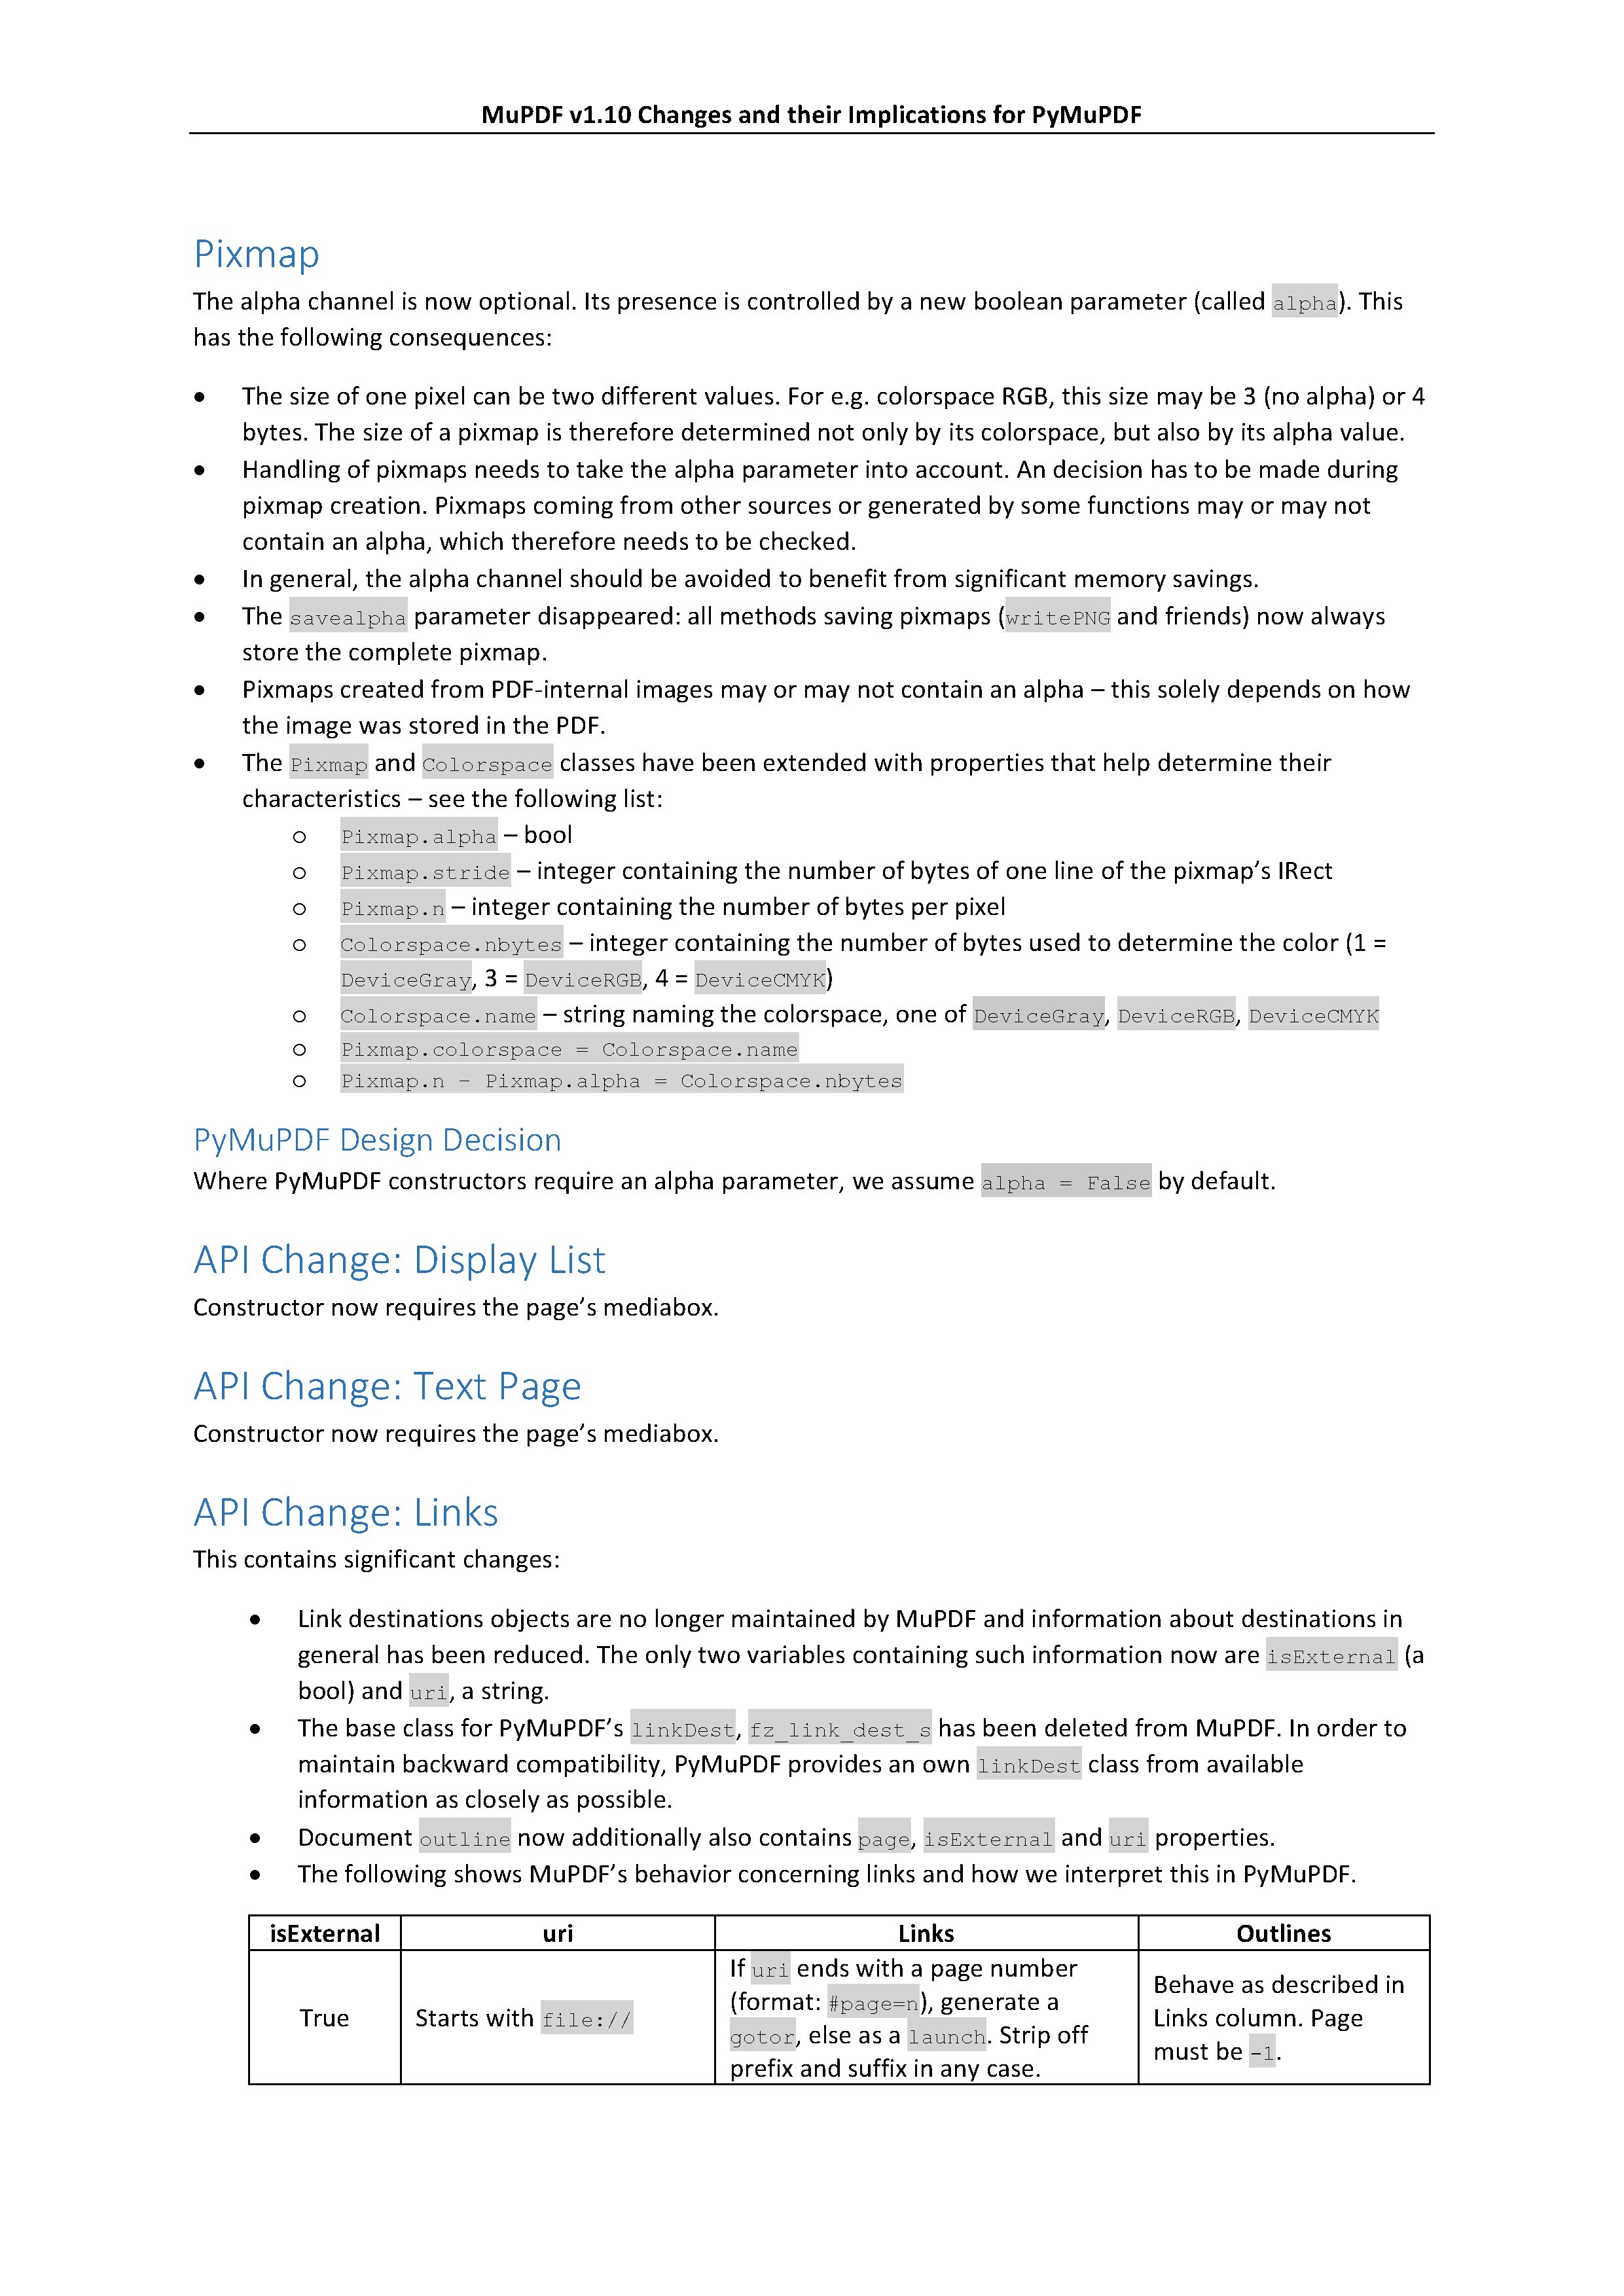 MuPDF v1.10 Changes and their Implications for PyMuPDF
Pixmap
The alpha channel is now optional. Its presence is controlled by a new boolean parameter (called alpha). This
has the following consequences:
• The size of one pixel can be two different values. For e.g. colorspace RGB, this size may be 3 (no alpha) or 4
bytes. The size of a pixmap is therefore determined not only by its colorspace, but also by its alpha value.
• Handling of pixmaps needs to take the alpha parameter into account. An decision has to be made during
pixmap creation. Pixmaps coming from other sources or generated by some functions may or may not
contain an alpha, which therefore needs to be checked.
• In general, the alpha channel should be avoided to benefit from significant memory savings.
• The savealpha parameter disappeared: all methods saving pixmaps (writePNG and friends) now always
store the complete pixmap.
• Pixmaps created from PDF-internal images may or may not contain an alpha – this solely depends on how
the image was stored in the PDF.
• The Pixmap and Colorspace classes have been extended with properties that help determine their
characteristics – see the following list:
o Pixmap.alpha – bool
o Pixmap.stride – integer containing the number of bytes of one line of the pixmap’s IRect
o Pixmap.n – integer containing the number of bytes per pixel
o Colorspace.nbytes – integer containing the number of bytes used to determine the color (1 =
DeviceGray, 3 = DeviceRGB, 4 = DeviceCMYK)
o Colorspace.name – string naming the colorspace, one of DeviceGray, DeviceRGB, DeviceCMYK
o Pixmap.colorspace = Colorspace.name
o Pixmap.n – Pixmap.alpha = Colorspace.nbytes
PyMuPDF Design Decision
Where PyMuPDF constructors require an alpha parameter, we assume alpha = False by default.
API Change: Display List
Constructor now requires the page’s mediabox.
API Change: Text Page
Constructor now requires the page’s mediabox.
API Change: Links
This contains significant changes:
• Link destinations objects are no longer maintained by MuPDF and information about destinations in
general has been reduced. The only two variables containing such information now are isExternal (a
bool) and uri, a string.
• The base class for PyMuPDF’s linkDest, fz_link_dest_s has been deleted from MuPDF. In order to
maintain backward compatibility, PyMuPDF provides an own linkDest class from available
information as closely as possible.
• Document outline now additionally also contains page, isExternal and uri properties.
• The following shows MuPDF’s behavior concerning links and how we interpret this in PyMuPDF.
isExternal uri Links Outlines
True
Starts with file://
If uri ends with a page number
(format: #page=n), generate a
gotor, else as a launch. Strip off
prefix and suffix in any case.
Behave as described in
Links column. Page
must be -1.